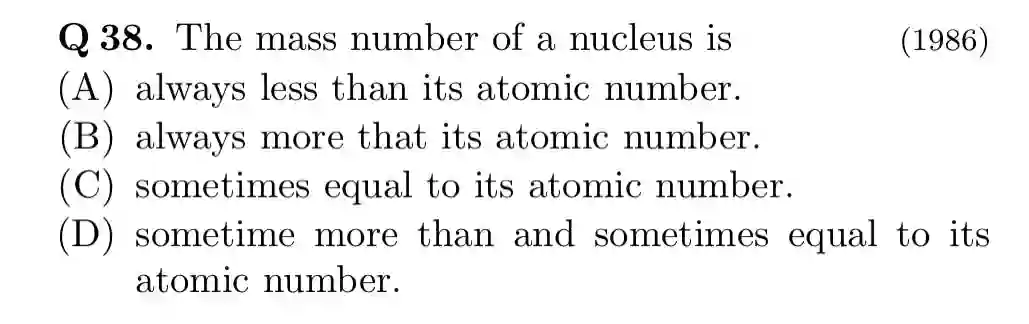 Q 38. The mass number of a nucleus is (1986)
(A) always less than its atomic number.
(B) always more that its atomic number.
(C) sometimes equal to its atomic number.
(D) sometime more than and sometimes equal to its
atomic number.